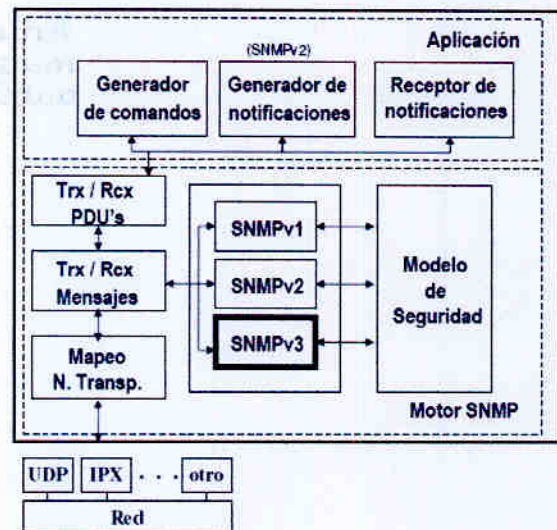 Aplicación
(SNMPv2)
Generador
de comandos
Generador de
notificaciones
Receptor de
notificaciones
Trx / Rcx
PDU's
Trx / Rcx
Mensajes
Mapeo
N. Transp.
SNMPv1
SNMPv2
SNMPv3
Modelo
de
Seguridad
Motor SNMP
UDP
IPX
. . .
otro
Red